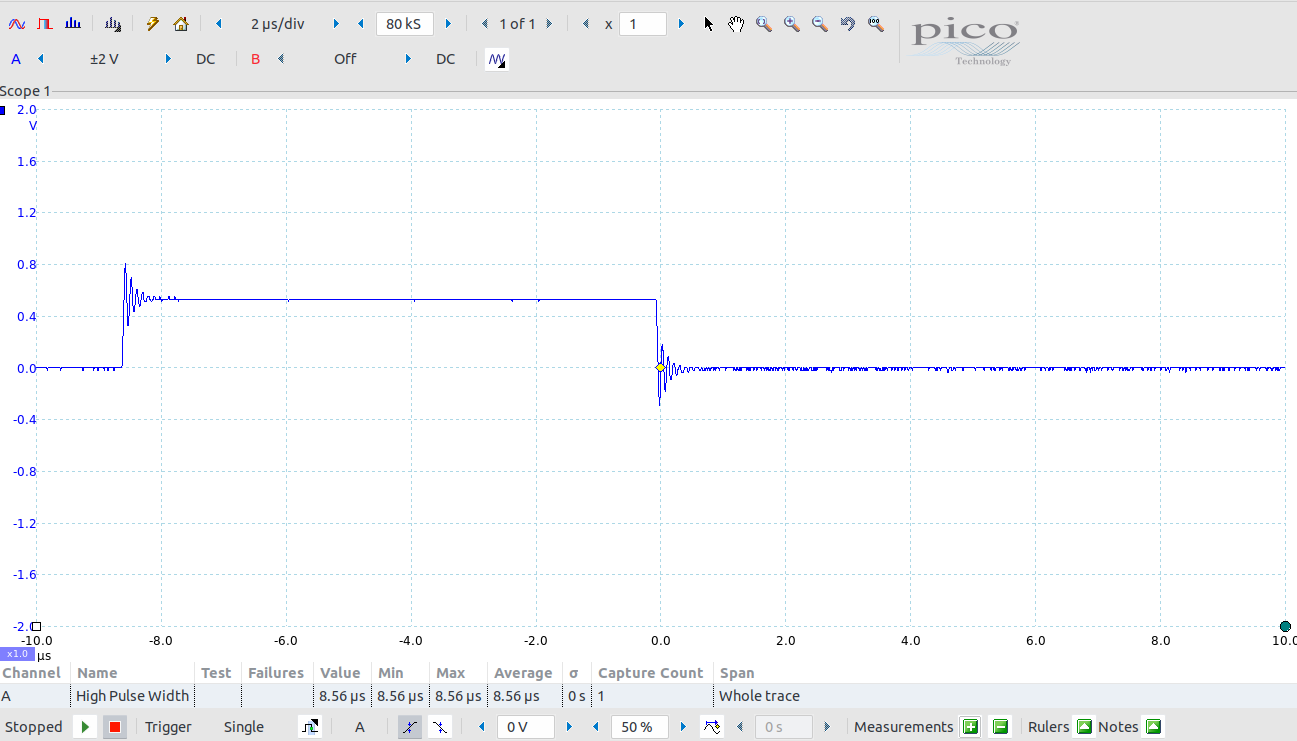 2 µs/div 80 kS 1 of 1 x 1
pico
Technology
A ±2 V DC B Off DC
Scope 1
2.0
V
1.6
1.2
0.8
0.4
0.0
-0.4
-0.8
-1.2
-1.6
-2.0
-10.0 -8.0 -6.0 -4.0 -2.0 0.0 2.0 4.0 6.0 8.0 10.0
x1.0 µs
Channel Name Test Failures Value Min Max Average σ Capture Count Span
A High Pulse Width 8.56 µs 8.56 µs 8.56 µs 8.56 µs 0 s 1 Whole trace
Stopped Trigger Single A 0 V 50 % 0 s Measurements Rulers Notes